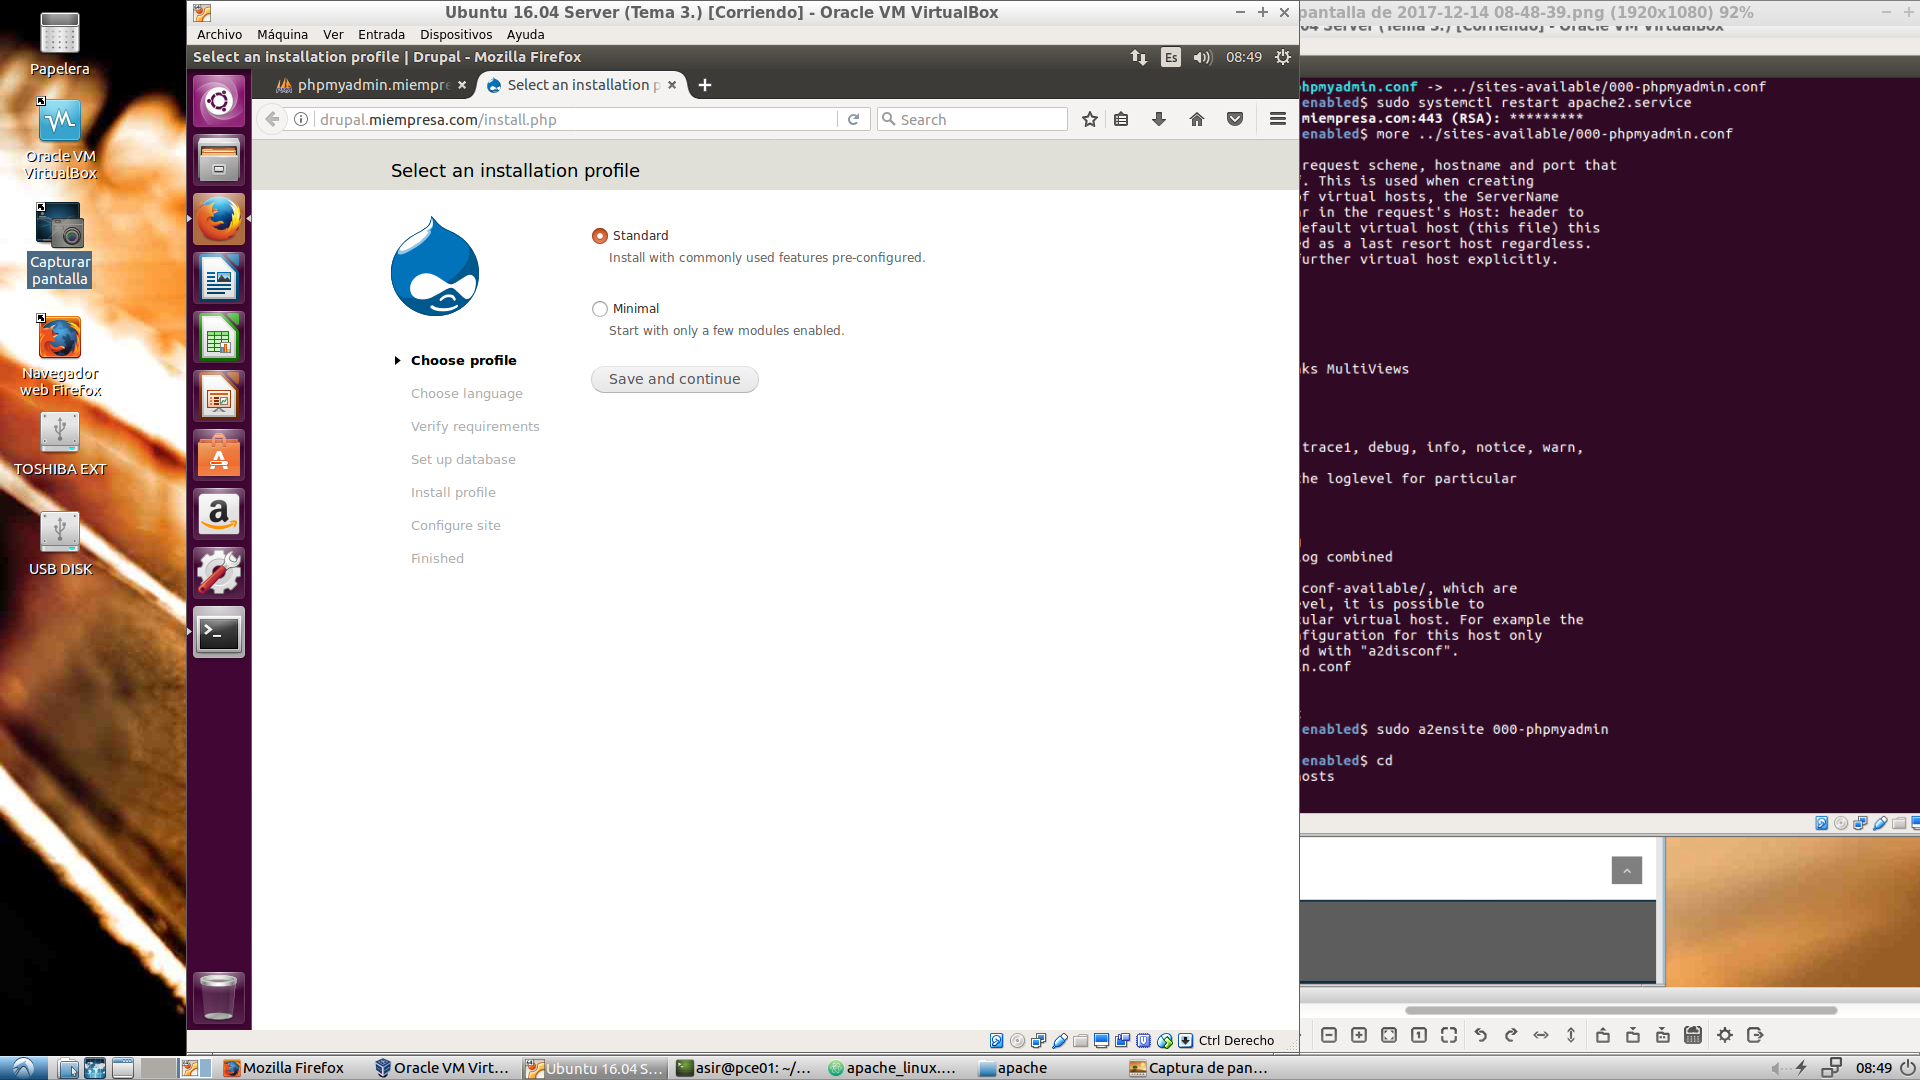 Papelera
Oracle VM
VirtualBox
Capturar
pantalla
Navegador
web Firefox
TOSHIBA EXT
USB DISK
Ubuntu 16.04 Server (Tema 3.) [Corriendo] - Oracle VM VirtualBox
Archivo Máquina Ver Entrada Dispositivos Ayuda
Select an installation profile | Drupal - Mozilla Firefox
Es 08:49
phpmyadmin.miempre
Select an installation p
drupal.miempresa.com/install.php
Search
Select an installation profile
Standard
Install with commonly used features pre-configured.
Minimal
Start with only a few modules enabled.
Save and continue
Choose profile
Choose language
Verify requirements
Set up database
Install profile
Configure site
Finished
Ctrl Derecho
pantalla de 2017-12-14 08-48-39.png (1920x1080) 92%
04 Server (Tema 3.) [Corriendo] - Oracle VM VirtualBox
phpmyadmin.conf -> ../sites-available/000-phpmyadmin.conf
enabled$ sudo systemctl restart apache2.service
miempresa.com:443 (RSA): *********
enabled$ more ../sites-available/000-phpmyadmin.conf
request scheme, hostname and port that
. This is used when creating
f virtual hosts, the ServerName
r in the request's Host: header to
default virtual host (this file) this
d as a last resort host regardless.
further virtual host explicitly.
ks MultiViews
trace1, debug, info, notice, warn,
he loglevel for particular
og combined
conf-available/, which are
vel, it is possible to
ular virtual host. For example the
figuration for this host only
d with "a2disconf".
n.conf
enabled$ sudo a2ensite 000-phpmyadmin
enabled$ cd
osts
Mozilla Firefox
Oracle VM Virt...
Ubuntu 16.04 S...
asir@pce01: ~/...
apache_linux....
apache
Captura de pan...
08:49